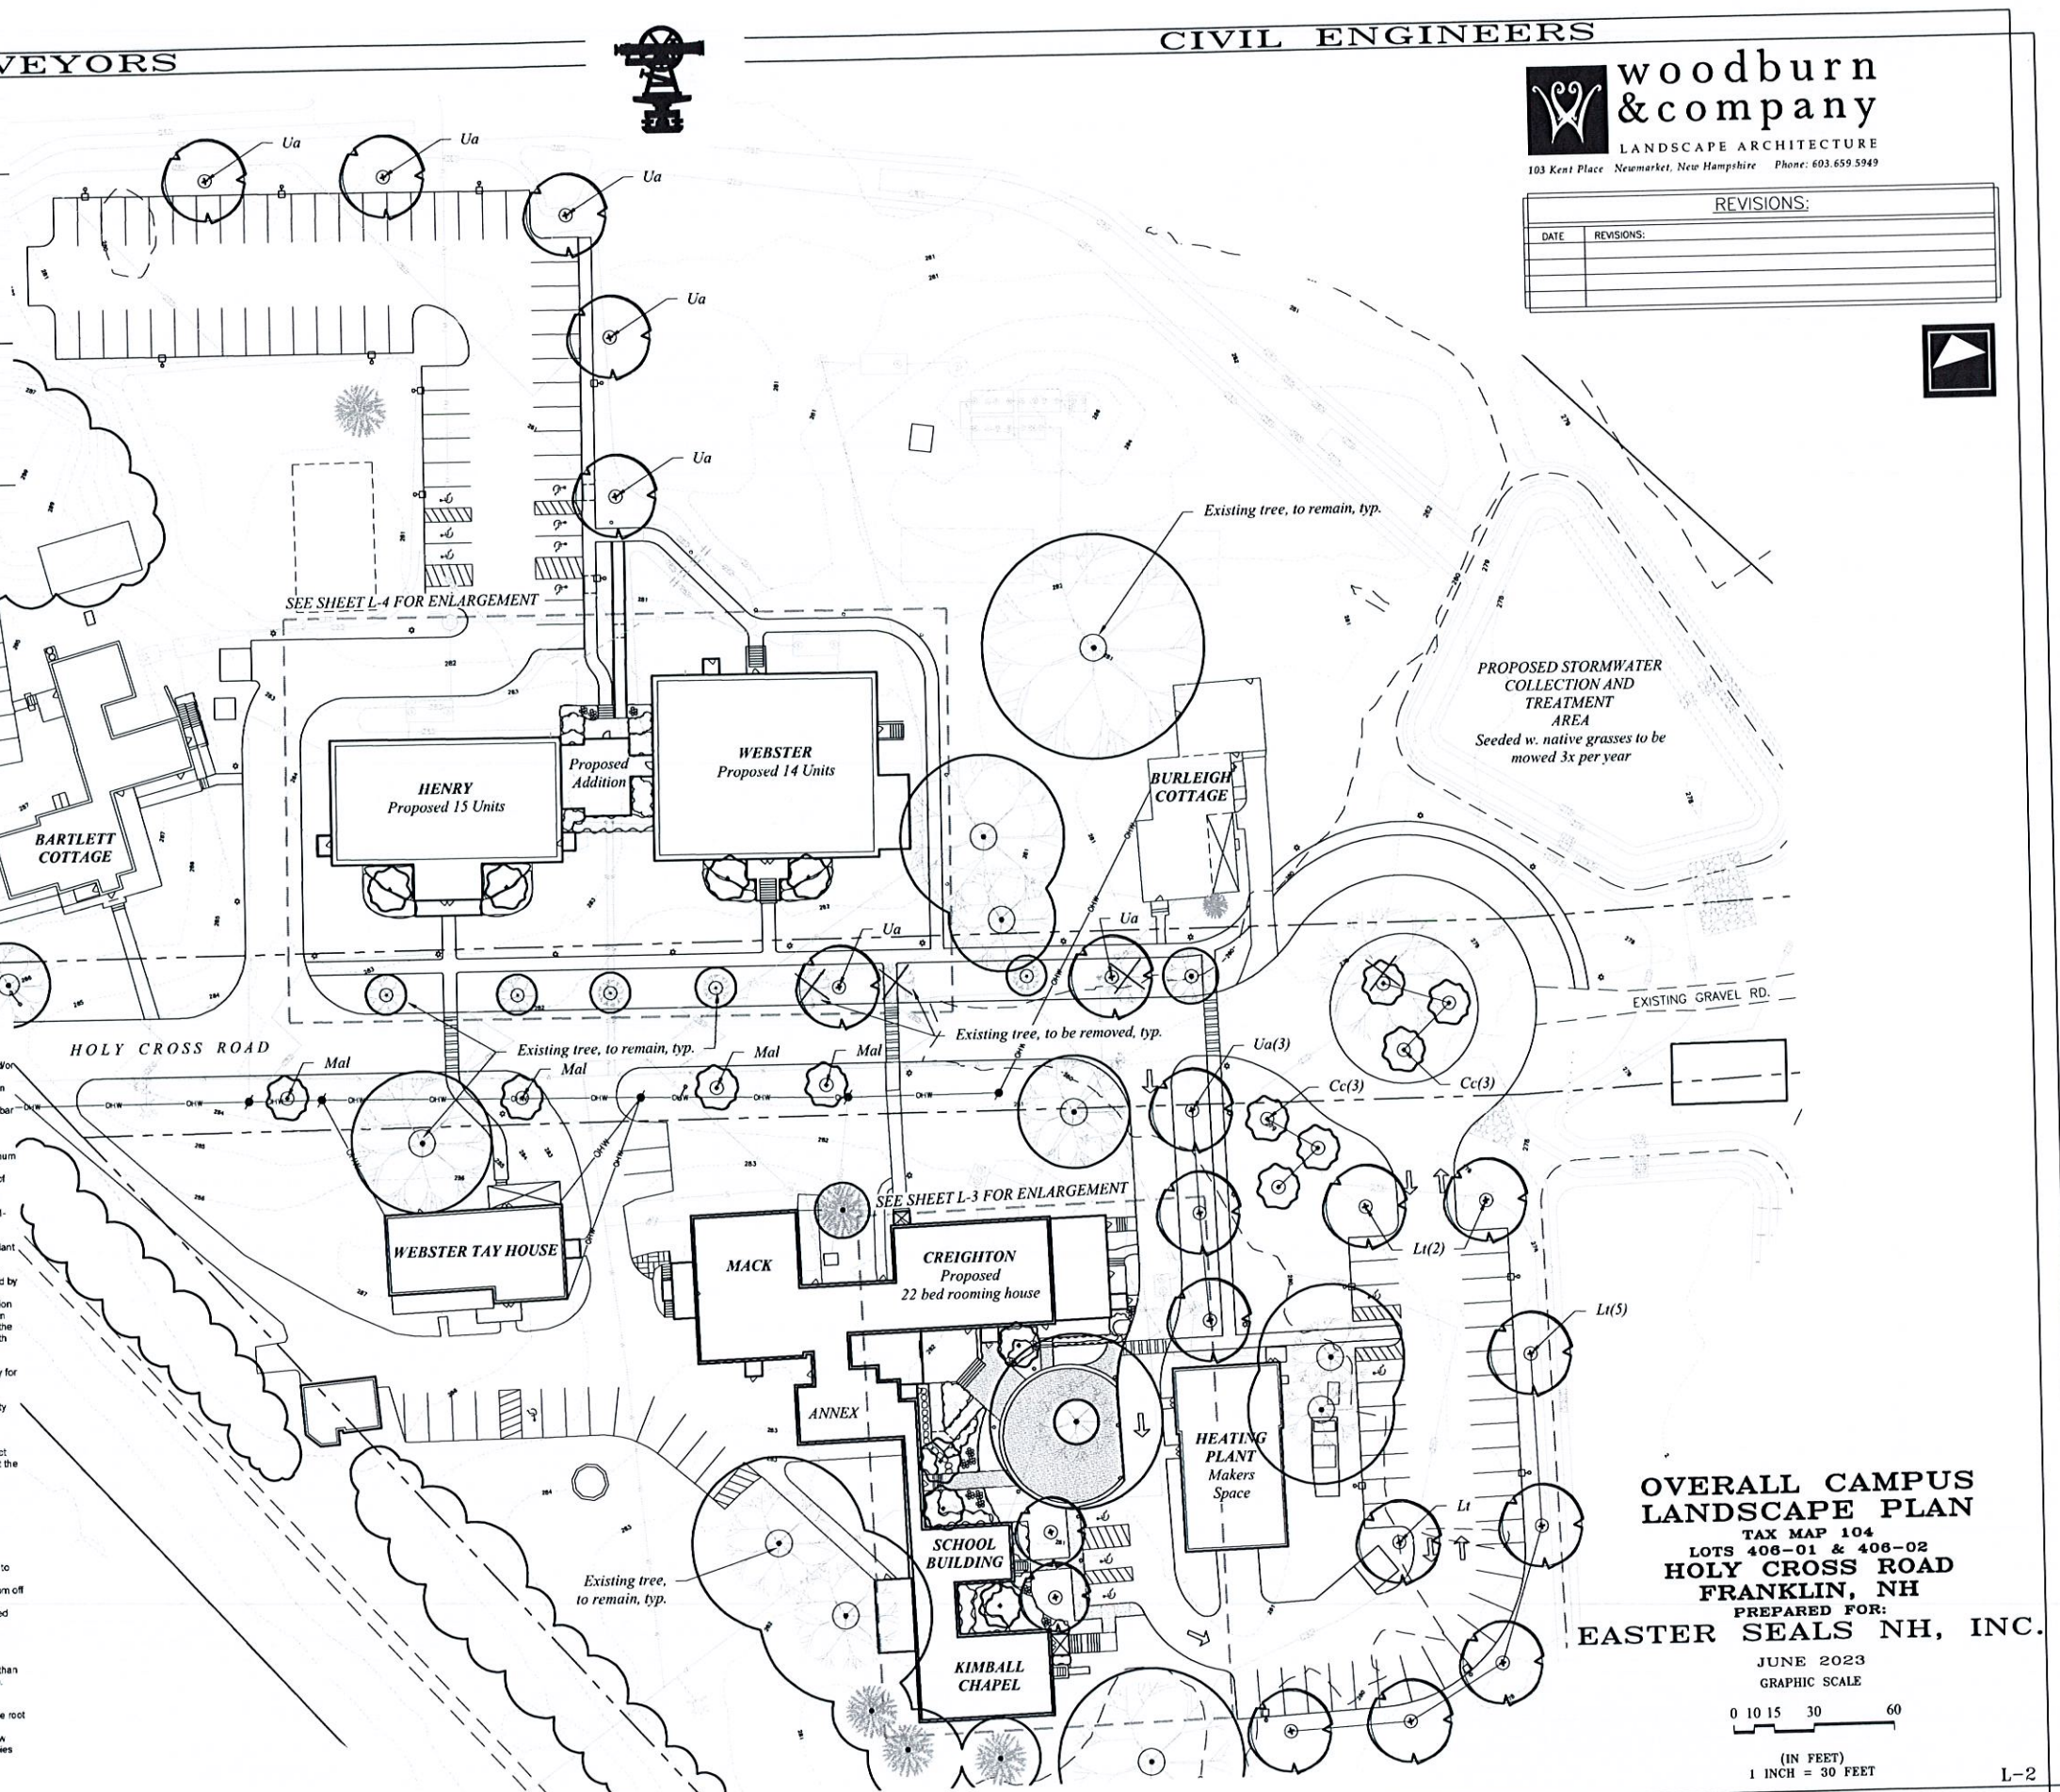 VEYORS
CIVIL ENGINEERS
woodburn
&company
LANDSCAPE ARCHITECTURE
103 Kent Place Newmarket, New Hampshire Phone: 603.659.5949
REVISIONS:
DATE REVISIONS:
Ua
Ua
Ua
Ua
Ua
Existing tree, to remain, typ.
SEE SHEET L-4 FOR ENLARGEMENT
PROPOSED STORMWATER
COLLECTION AND
TREATMENT
AREA
Seeded w. native grasses to be
mowed 3x per year
WEBSTER
Proposed 14 Units
Proposed
Addition
HENRY
Proposed 15 Units
BURLEIGH
COTTAGE
BARTLETT
COTTAGE
Ua
Ua
EXISTING GRAVEL RD.
Existing tree, to be removed, typ.
Existing tree, to remain, typ.
HOLY CROSS ROAD
Mal
Mal
Mal
Mal
Ua(3)
Cc(3)
Cc(3)
OHW
OHW
OHW
OHW
OHW
OHW
OHW
SEE SHEET L-3 FOR ENLARGEMENT
WEBSTER TAY HOUSE
MACK
CREIGHTON
Proposed
22 bed rooming house
Lt(2)
Lt(5)
ANNEX
HEATING
PLANT
Makers
Space
Lt
SCHOOL
BUILDING
Existing tree,
to remain, typ.
KIMBALL
CHAPEL
OVERALL CAMPUS
LANDSCAPE PLAN
TAX MAP 104
LOTS 406-01 & 406-02
HOLY CROSS ROAD
FRANKLIN, NH
PREPARED FOR:
EASTER SEALS NH, INC.
JUNE 2023
GRAPHIC SCALE
0 10 15 30 60
(IN FEET)
1 INCH = 30 FEET
L-2